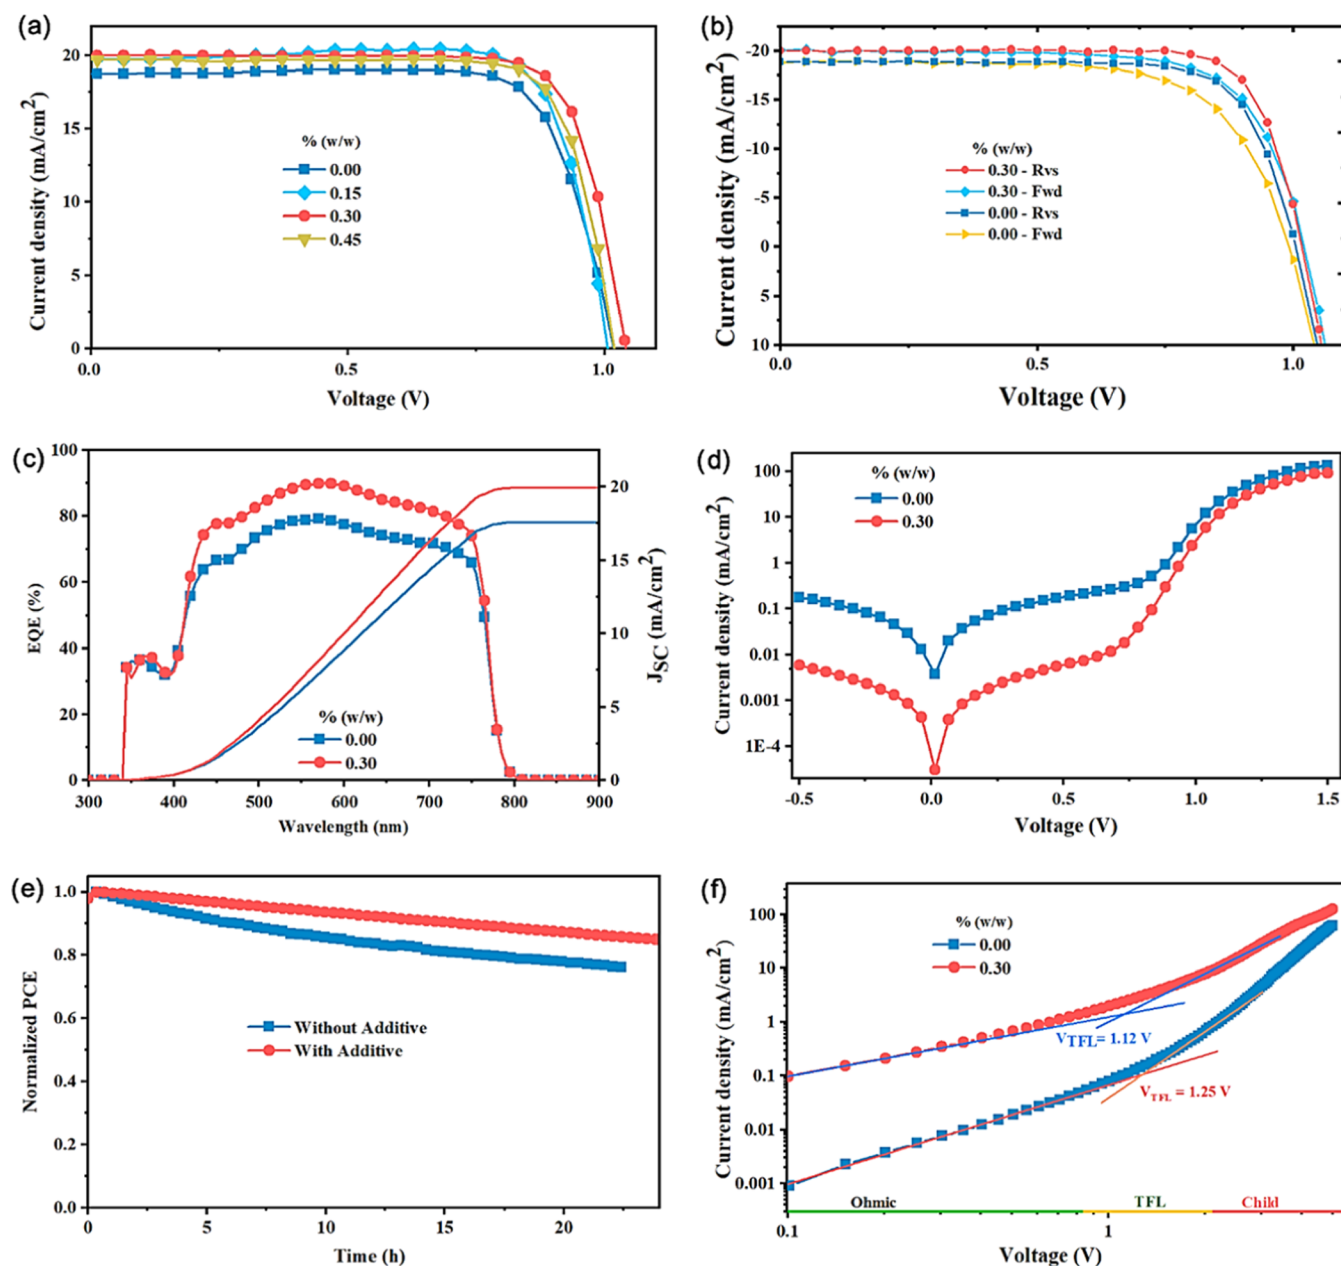 (a)
Current density (mA/cm2)
20
15
10
5
0
% (w/w)
0.00
0.15
0.30
0.45
0.0
0.5
1.0
Voltage (V)
(b)
Current density (mA/cm2)
-20
-15
-10
-5
0
5
10
% (w/w)
0.30 - Rvs
0.30 - Fwd
0.00 - Rvs
0.00 - Fwd
0.0
0.5
1.0
Voltage (V)
(c)
EQE (%)
100
80
60
40
20
0
% (w/w)
0.00
0.30
20
15
10
5
0
JSC (mA/cm2)
300
400
500
600
700
800
900
Wavelength (nm)
(d)
Current density (mA/cm2)
100
10
1
0.1
0.01
0.001
1E-4
% (w/w)
0.00
0.30
-0.5
0.0
0.5
1.0
1.5
Voltage (V)
(e)
Normalized PCE
1.0
0.8
0.6
0.4
0.2
0.0
Without Additive
With Additive
0
5
10
15
20
Time (h)
(f)
Current density (mA/cm2)
100
10
1
0.1
0.01
0.001
% (w/w)
0.00
0.30
VTFL= 1.12 V
VTFL = 1.25 V
Ohmic
TFL
Child
0.1
1
Voltage (V)